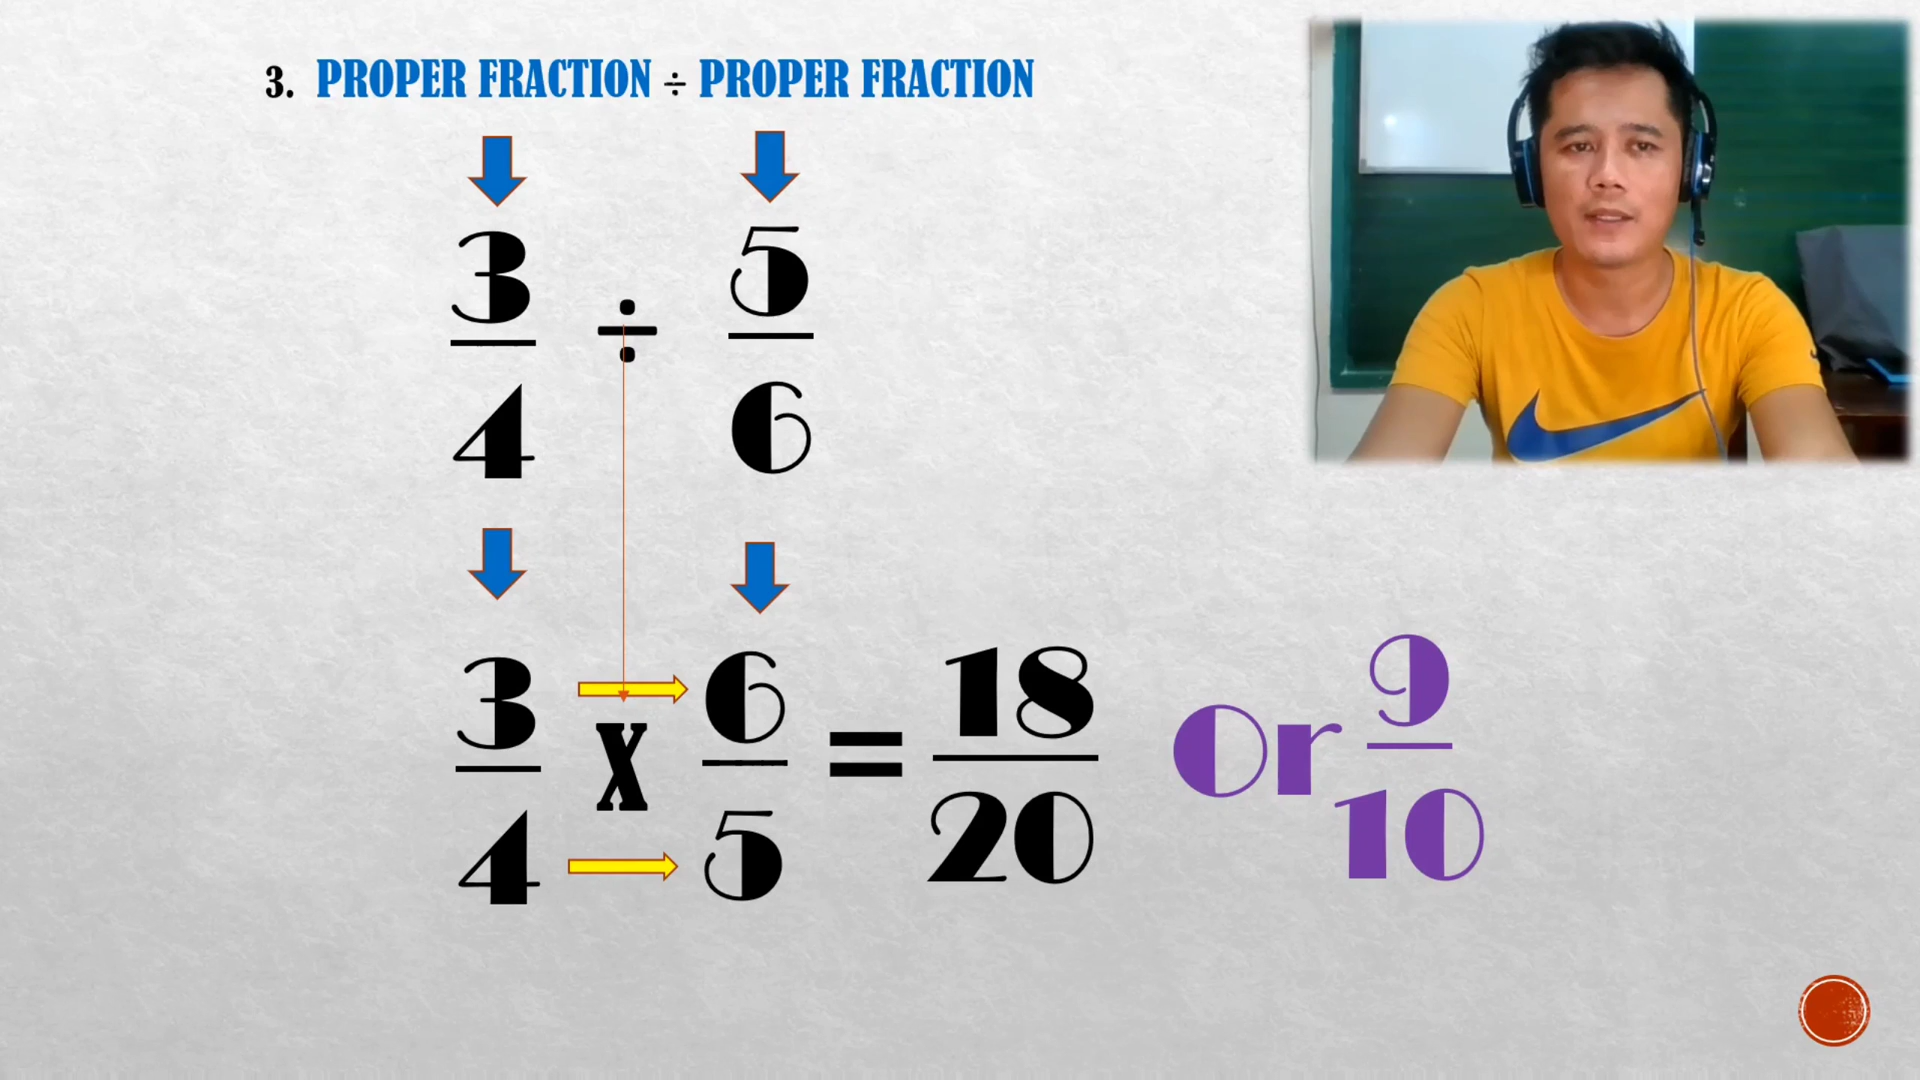 3. PROPER FRACTION ÷ PROPER FRACTION
3/4 ÷ 5/6
3/4 X 6/5 = 18/20 or 9/10